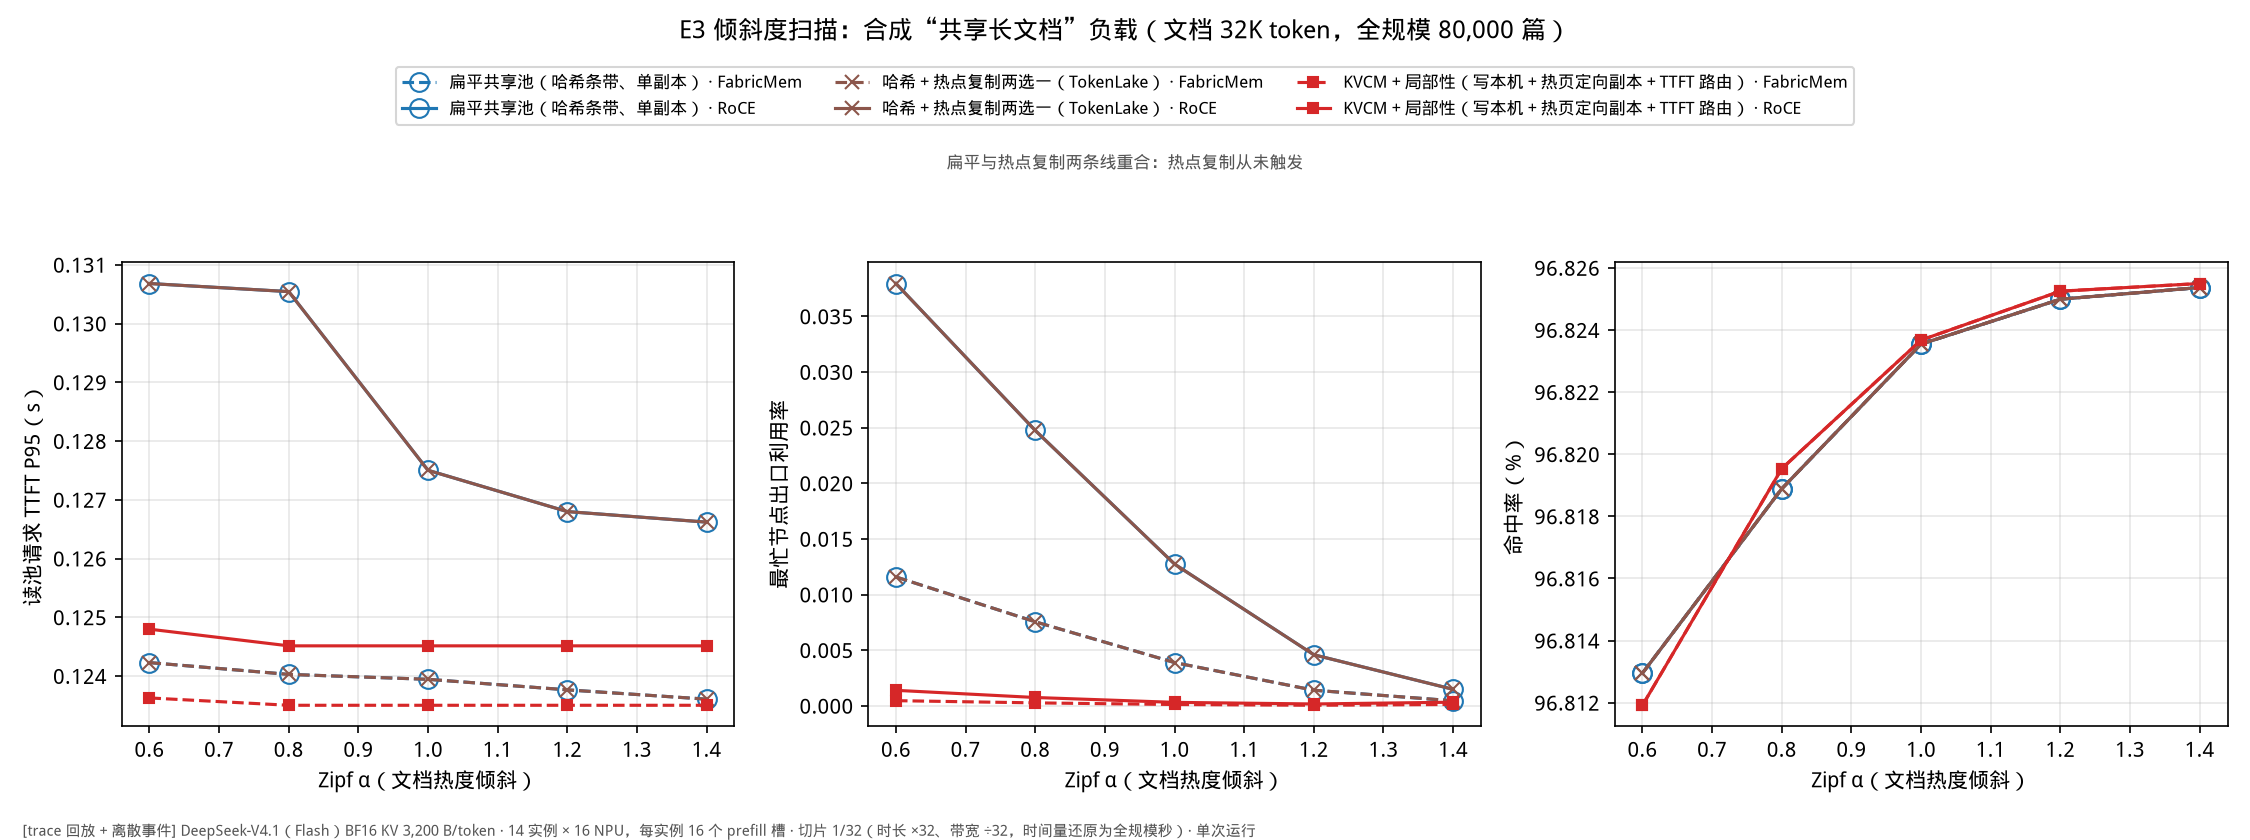 E3 倾斜度扫描：合成“共享长文档”负载（文档 32K token，全规模 80,000 篇）
扁平共享池（哈希条带、单副本）· FabricMem
扁平共享池（哈希条带、单副本）· RoCE
哈希 + 热点复制两选一（TokenLake）· FabricMem
哈希 + 热点复制两选一（TokenLake）· RoCE
KVCM + 局部性（写本机 + 热页定向副本 + TTFT 路由）· FabricMem
KVCM + 局部性（写本机 + 热页定向副本 + TTFT 路由）· RoCE
扁平与热点复制两条线重合：热点复制从未触发
读池请求 TTFT P95（s）
0.131
0.130
0.129
0.128
0.127
0.126
0.125
0.124
0.6 0.7 0.8 0.9 1.0 1.1 1.2 1.3 1.4
Zipf α（文档热度倾斜）
最忙节点出口利用率
0.035
0.030
0.025
0.020
0.015
0.010
0.005
0.000
0.6 0.7 0.8 0.9 1.0 1.1 1.2 1.3 1.4
Zipf α（文档热度倾斜）
命中率（%）
96.826
96.824
96.822
96.820
96.818
96.816
96.814
96.812
0.6 0.7 0.8 0.9 1.0 1.1 1.2 1.3 1.4
Zipf α（文档热度倾斜）
[trace 回放 + 离散事件] DeepSeek-V4.1（Flash）BF16 KV 3,200 B/token · 14 实例 × 16 NPU，每实例 16 个 prefill 槽 · 切片 1/32（时长 ×32、带宽 ÷32，时间量还原为全规模秒）· 单次运行